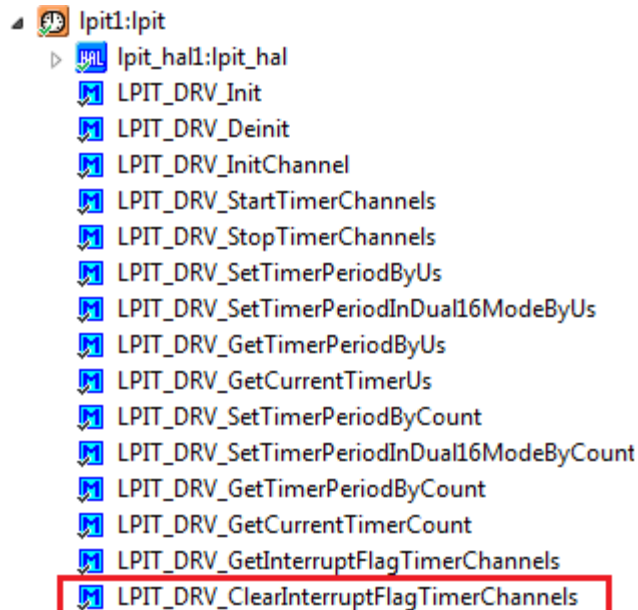 lpit1:lpit
HAL lpit_hal1:lpit_hal
M LPIT_DRV_Init
M LPIT_DRV_Deinit
M LPIT_DRV_InitChannel
M LPIT_DRV_StartTimerChannels
M LPIT_DRV_StopTimerChannels
M LPIT_DRV_SetTimerPeriodByUs
M LPIT_DRV_SetTimerPeriodInDual16ModeByUs
M LPIT_DRV_GetTimerPeriodByUs
M LPIT_DRV_GetCurrentTimerUs
M LPIT_DRV_SetTimerPeriodByCount
M LPIT_DRV_SetTimerPeriodInDual16ModeByCount
M LPIT_DRV_GetTimerPeriodByCount
M LPIT_DRV_GetCurrentTimerCount
M LPIT_DRV_GetInterruptFlagTimerChannels
M LPIT_DRV_ClearInterruptFlagTimerChannels